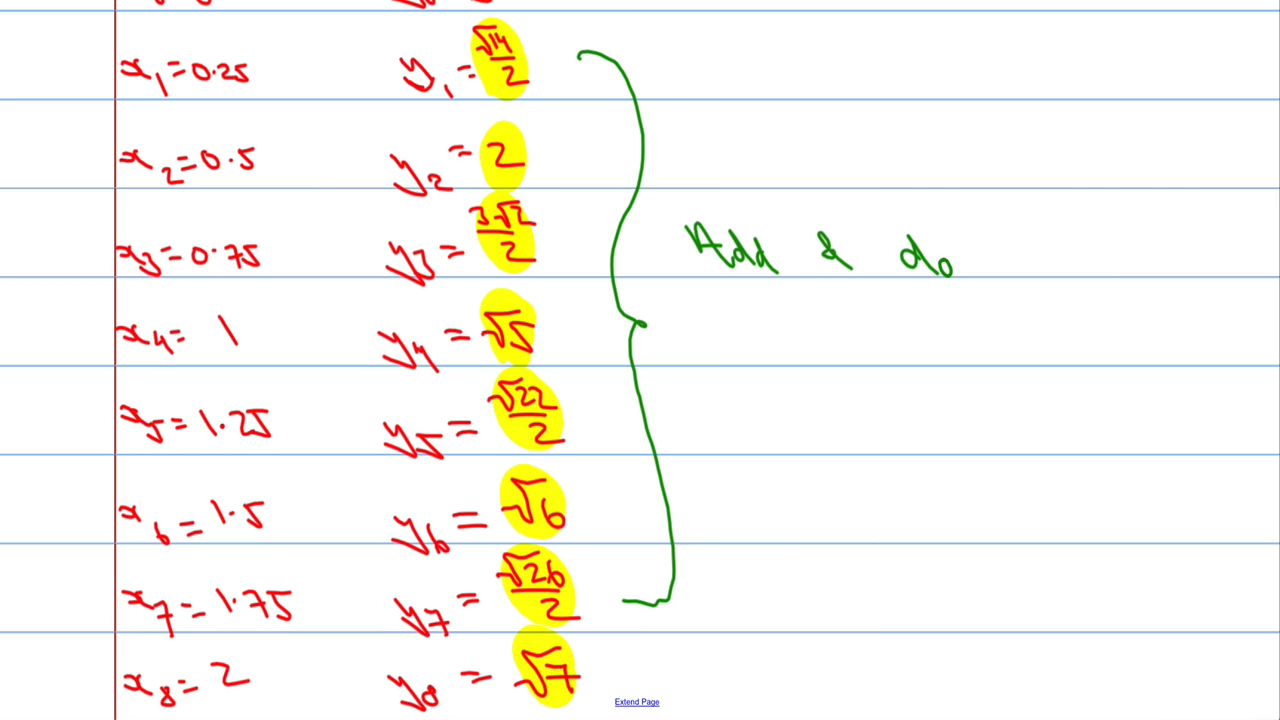 x₁ = 0.25 y₁ = √14/2
x₂ = 0.5 y₂ = 2
x₃ = 0.75 y₃ = 3√2/2
Add & do
x₄ = 1 y₄ = √5
x₅ = 1.25 y₅ = √22/2
x₆ = 1.5 y₆ = √6
x₇ = 1.75 y₇ = √26/2
x₈ = 2 y₈ = √7
Extend Page